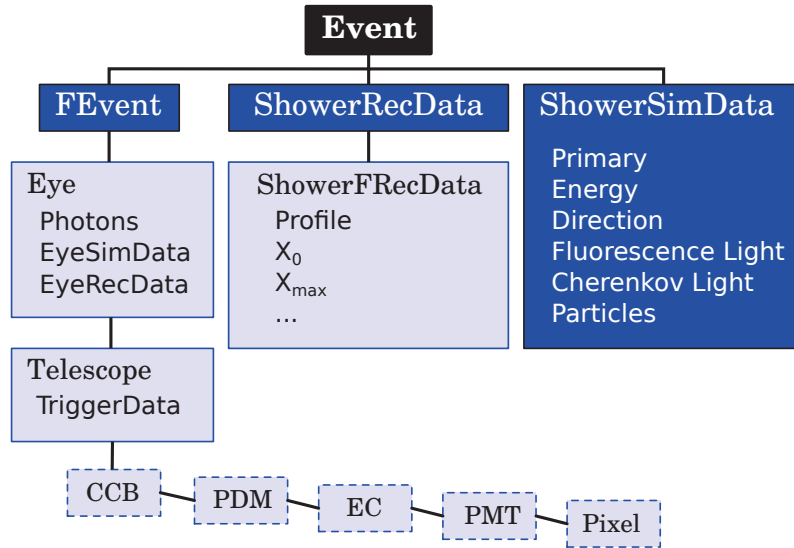 Event
FEvent
ShowerRecData
ShowerSimData
Eye
Photons
EyeSimData
EyeRecData
ShowerFRecData
Profile
X₀
Xₘₐₓ
...
Primary
Energy
Direction
Fluorescence Light
Cherenkov Light
Particles
Telescope
TriggerData
CCB
PDM
EC
PMT
Pixel